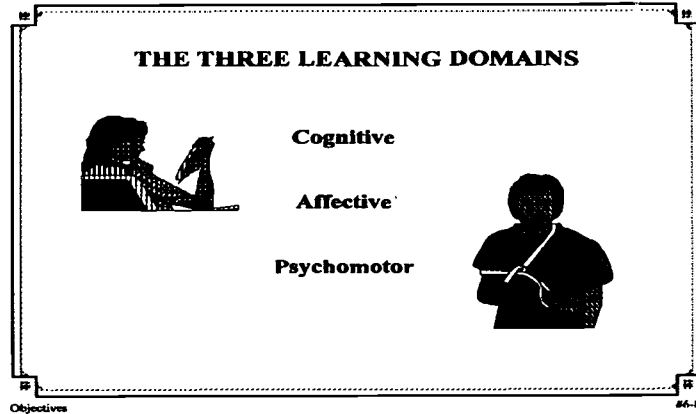 THE THREE LEARNING DOMAINS
Cognitive
Affective
Psychomotor
Objectives